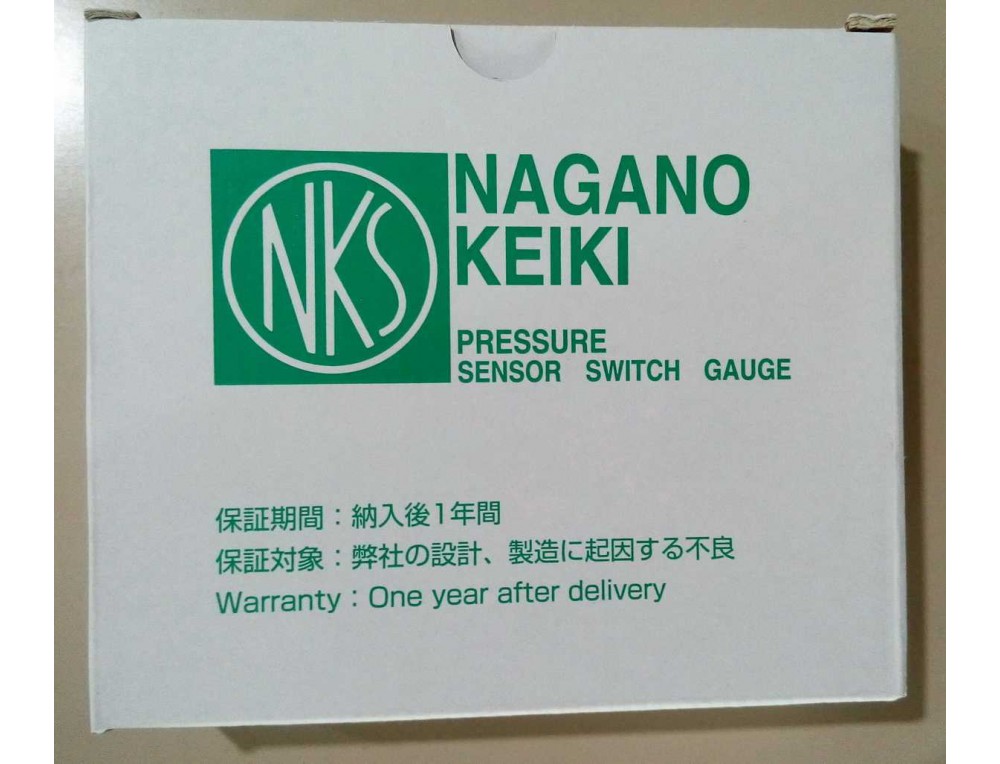 NKS
NAGANO
KEIKI
PRESSURE
SENSOR SWITCH GAUGE
保証期間：納入後1年間
保証対象：弊社の設計、製造に起因する不良
Warranty：One year after delivery